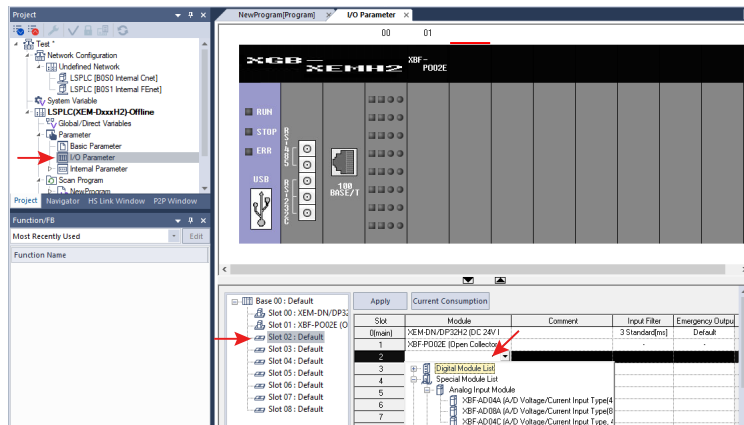 Project
Test *
Network Configuration
Undefined Network
LSPLC [B0S0 Internal Cnet]
LSPLC [B0S1 Internal FEnet]
System Variable
LSPLC(XEM-DxxxH2)-Offline
Global/Direct Variables
Parameter
Basic Parameter
I/O Parameter
Internal Parameter
Scan Program
NewProgram
Project Navigator HS Link Window P2P Window
Function/FB
Most Recently Used Edit
Function Name
NewProgram[Program] × I/O Parameter ×
00 01
XGB XEMH2
XBF-PO02E
RUN
STOP
ERR
USB
RS-485
RS-232C
100 BASE/T
Base 00 : Default
Slot 00 : XEM-DN/DP32
Slot 01 : XBF-PO02E (O
Slot 02 : Default
Slot 03 : Default
Slot 04 : Default
Slot 05 : Default
Slot 06 : Default
Slot 07 : Default
Slot 08 : Default
Apply Current Consumption
Slot Module Comment Input Filter Emergency Outpu
0(main) XEM-DN/DP32H2 (DC 24V I 3 Standard[ms] Default
1 XBF-PO02E (Open Collector - -
2
3 Digital Module List
4 Special Module List
5 Analog Input Module
6 XBF-AD04A (A/D Voltage/Current Input Type(4
7 XBF-AD08A (A/D Voltage/Current Input Type(8
XBF-AD04C (A/D Voltage/Current Input Type, 4